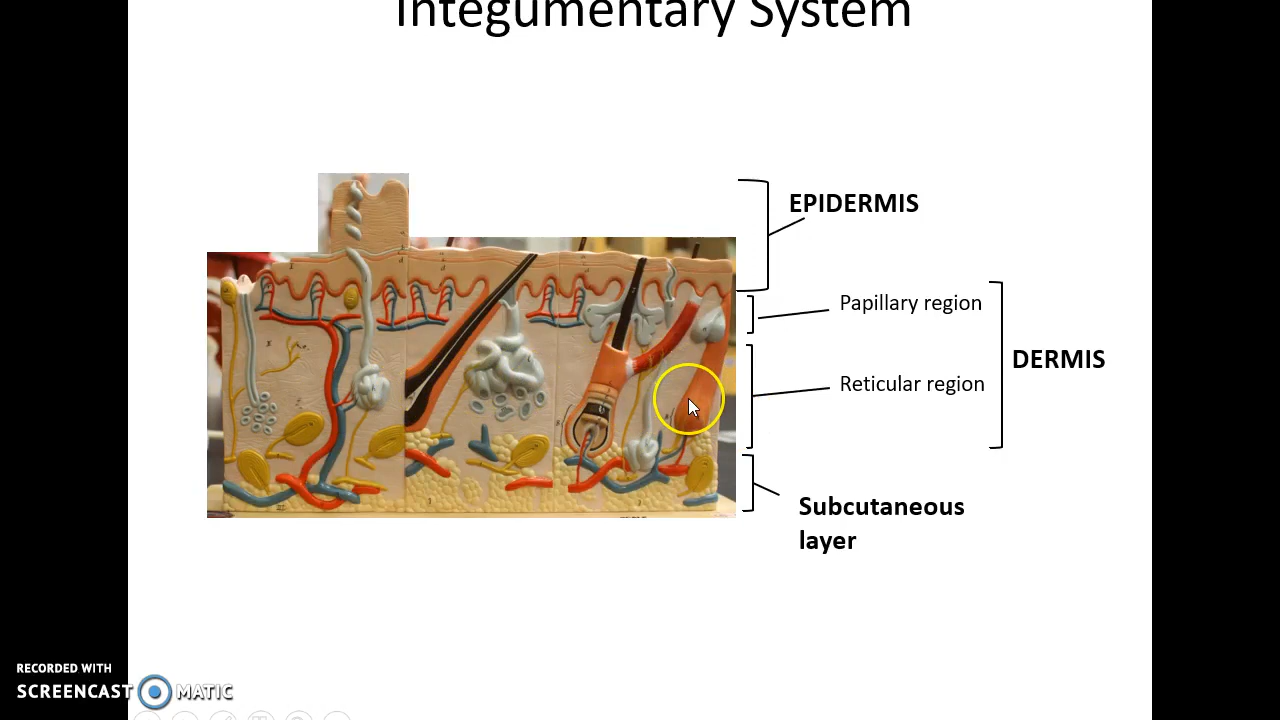 Integumentary System
EPIDERMIS
Papillary region
DERMIS
Reticular region
Subcutaneous
layer
RECORDED WITH
SCREENCAST MATIC